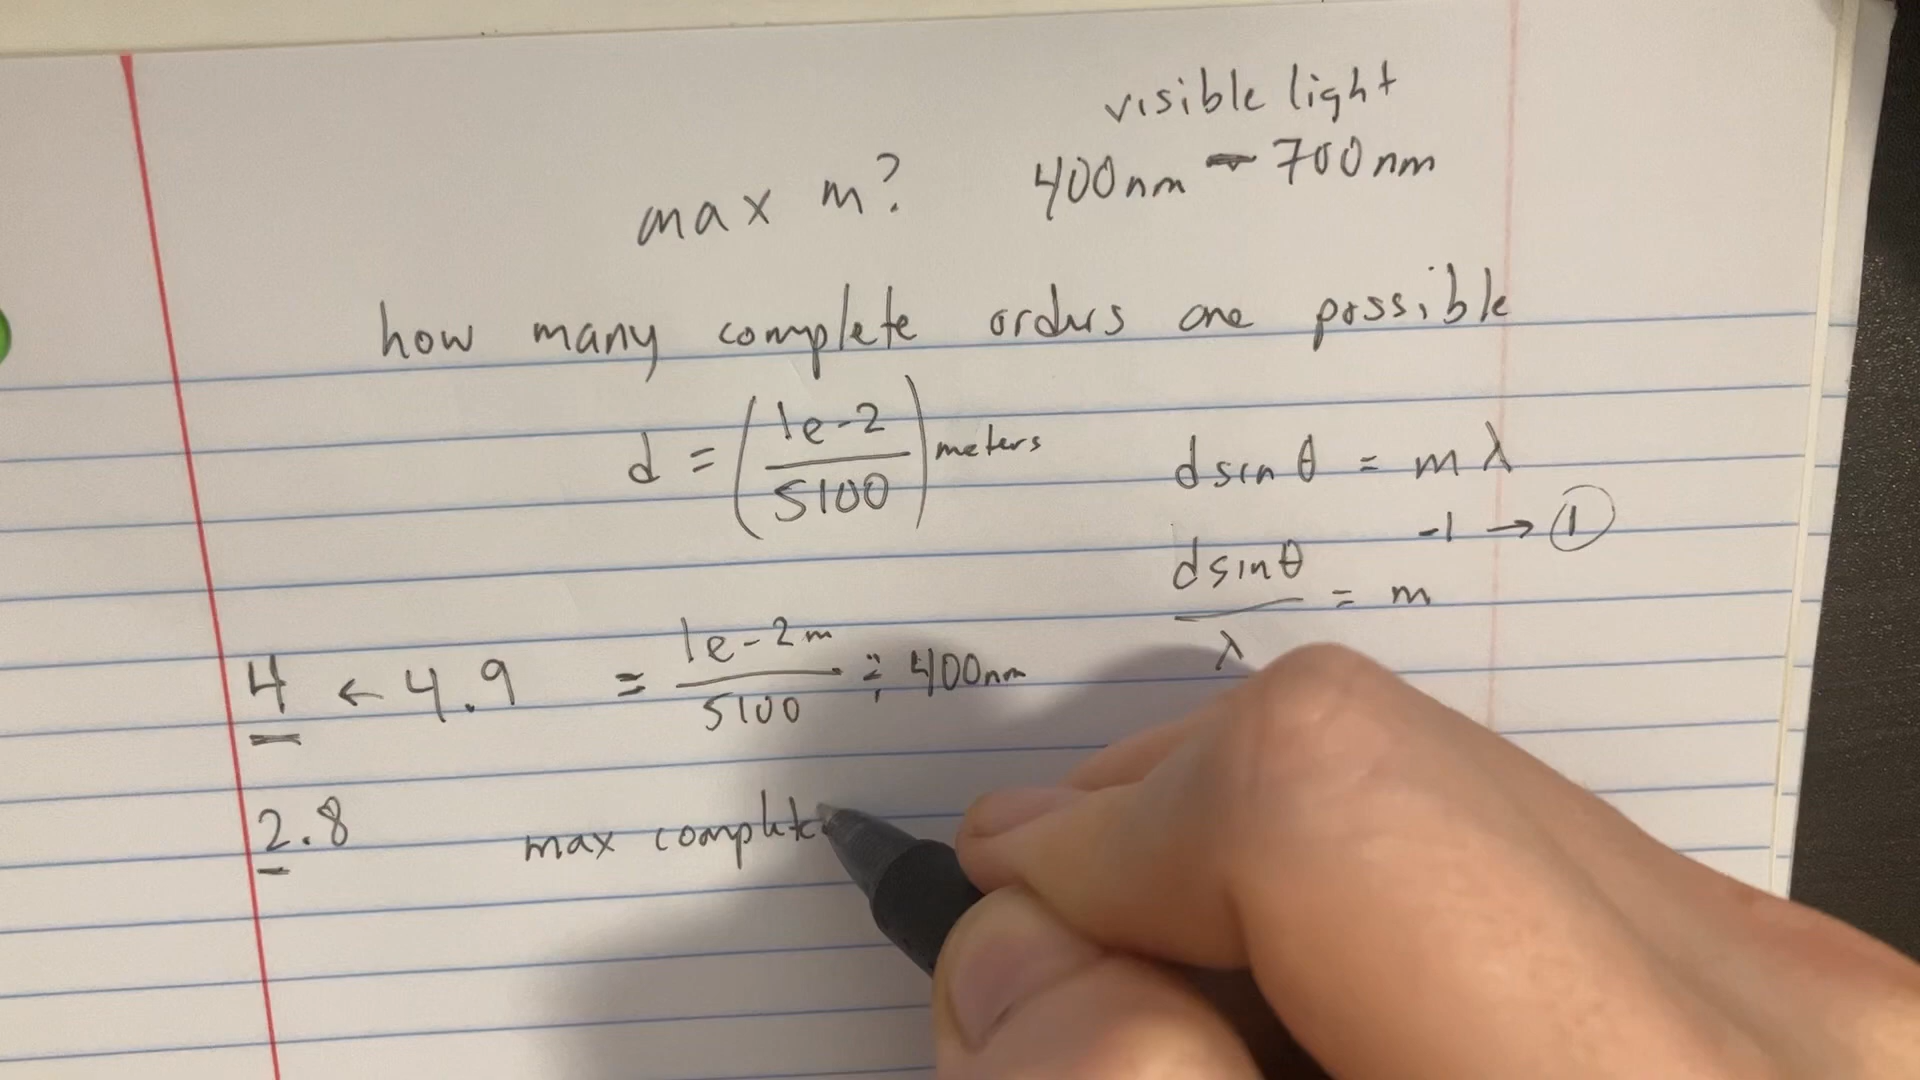 visible light
max m? 400nm - 700nm
how many complete orders are possible
d = (1e-2 / 5100) meters
d sin θ = m λ
-1 → ①
d sin θ / λ = m
4 ← 4.9 = 1e-2m / 5100 ÷ 400nm
2.8 max complete